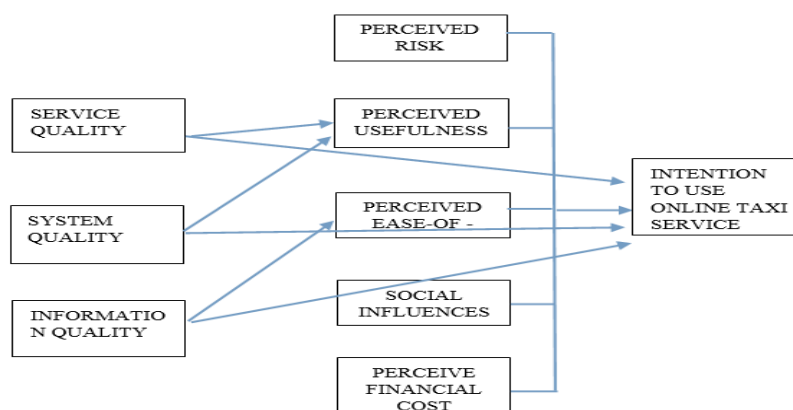 PERCEIVED
RISK
SERVICE
QUALITY
PERCEIVED
USEFULNESS
INTENTION
TO USE
ONLINE TAXI
SERVICE
SYSTEM
QUALITY
PERCEIVED
EASE-OF -
INFORMATIO
N QUALITY
SOCIAL
INFLUENCES
PERCEIVE
FINANCIAL
COST